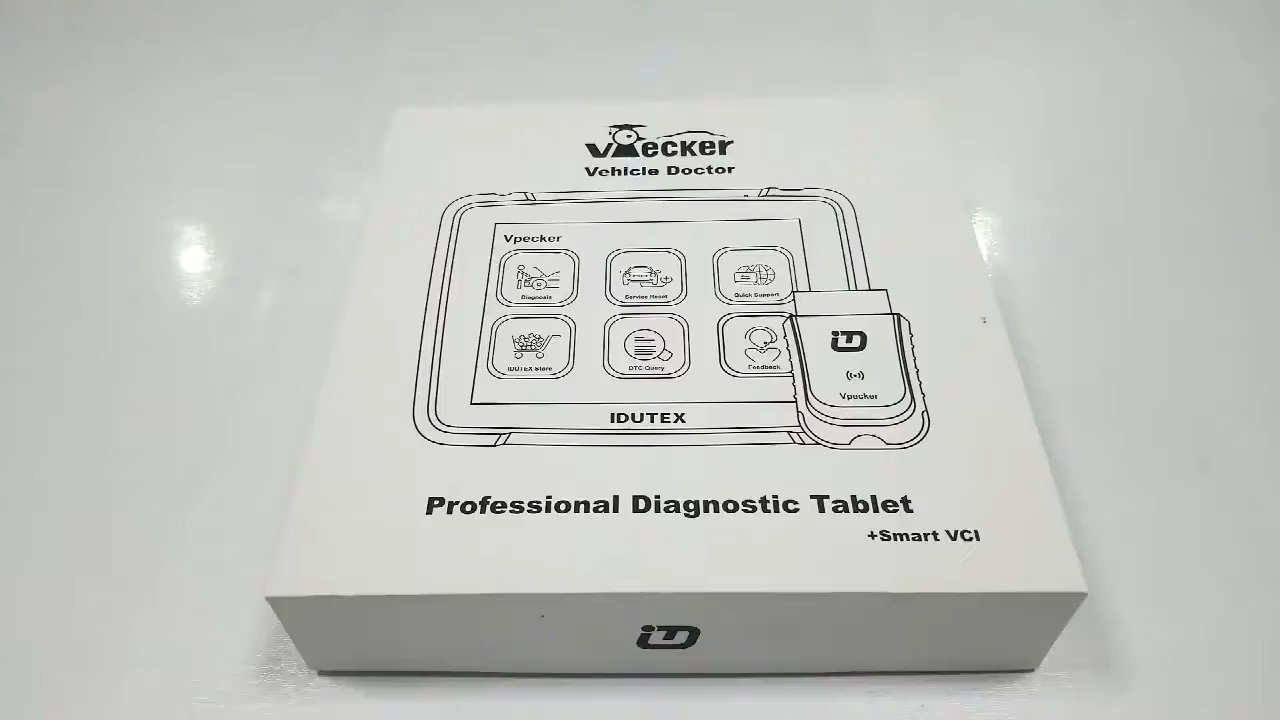 Vpecker
Vehicle Doctor
Vpecker
Diagnosis
Service Reset
Quick Support
IDUTEX Store
DTC Query
Feedback
iD
Vpecker
IDUTEX
Professional Diagnostic Tablet
+Smart VCI
iD